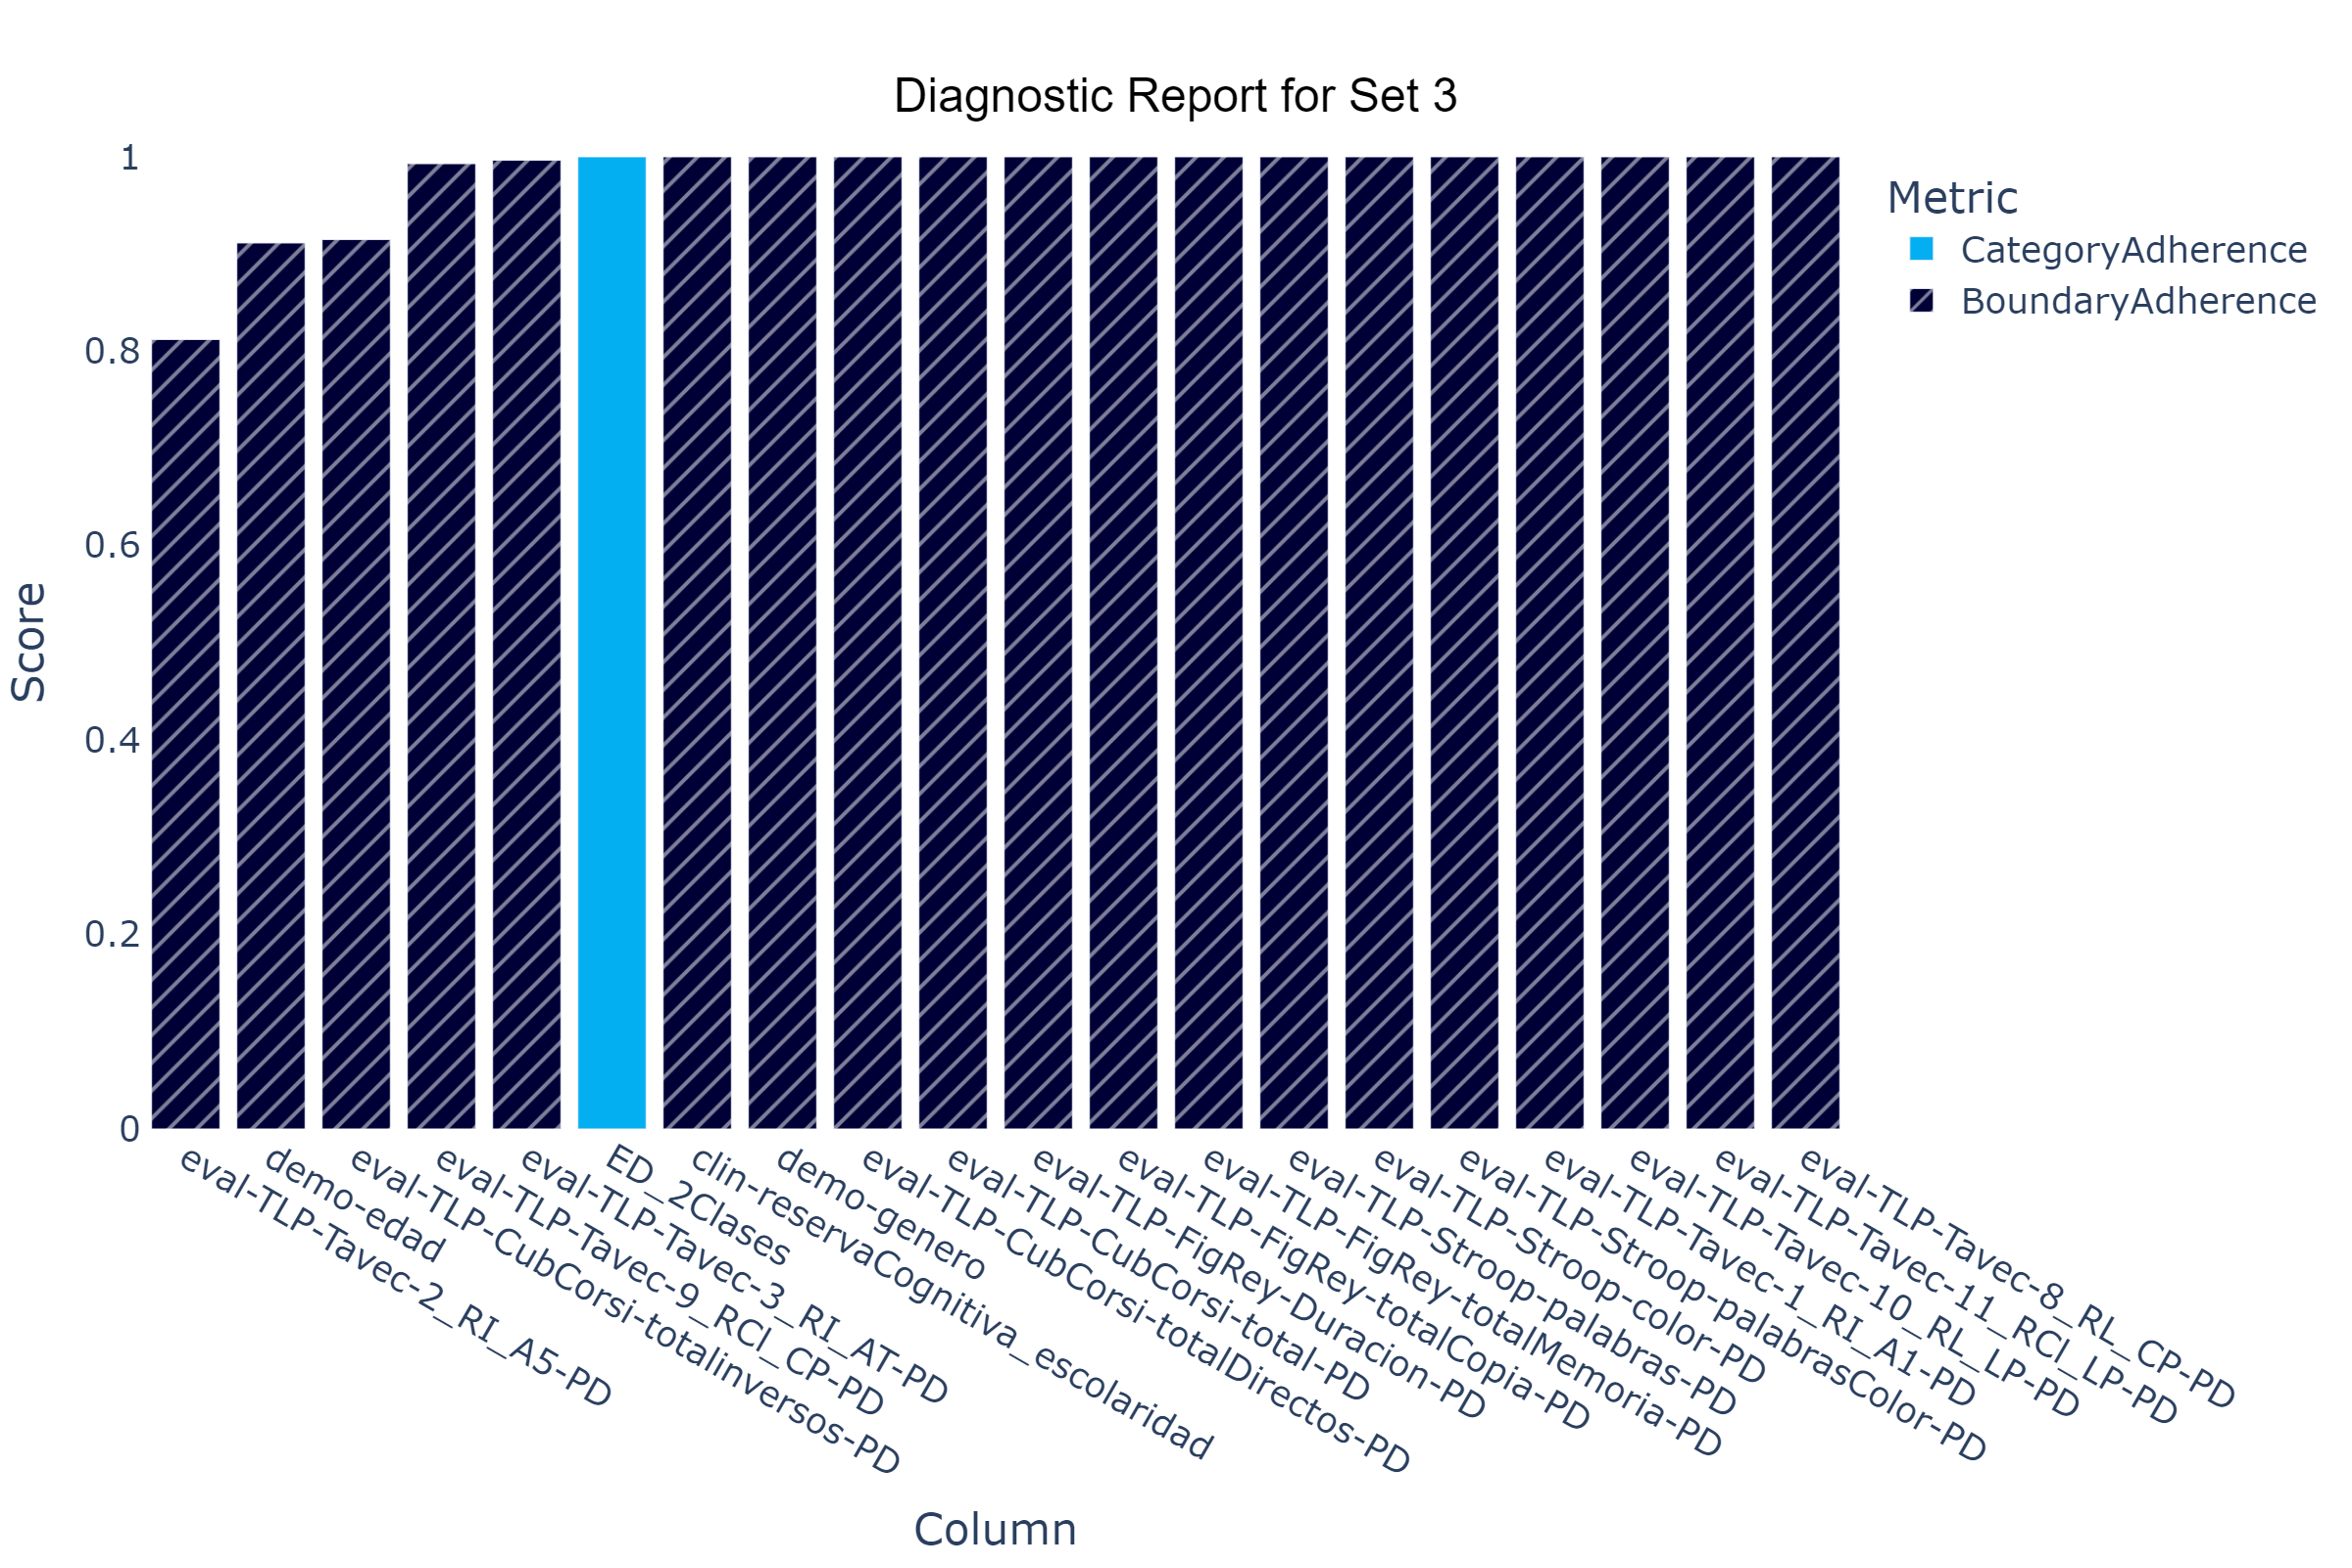 Diagnostic Report for Set 3
1
0.8
0.6
0.4
0.2
0
Score
Metric
CategoryAdherence
BoundaryAdherence
eval-TLP-Tavec-2_RI_A5-PD
demo-edad
eval-TLP-CubCorsi-totalinversos-PD
eval-TLP-Tavec-9_RCl_CP-PD
eval-TLP-Tavec-3_RI_AT-PD
ED_2Clases
clin-reservaCognitiva_escolaridad
demo-genero
eval-TLP-CubCorsi-totalDirectos-PD
eval-TLP-CubCorsi-total-PD
eval-TLP-FigRey-Duracion-PD
eval-TLP-FigRey-totalCopia-PD
eval-TLP-FigRey-totalMemoria-PD
eval-TLP-Stroop-palabras-PD
eval-TLP-Stroop-color-PD
eval-TLP-Stroop-palabrasColor-PD
eval-TLP-Tavec-1_RI_A1-PD
eval-TLP-Tavec-10_RL_LP-PD
eval-TLP-Tavec-11_RCl_LP-PD
eval-TLP-Tavec-8_RL_CP-PD
Column